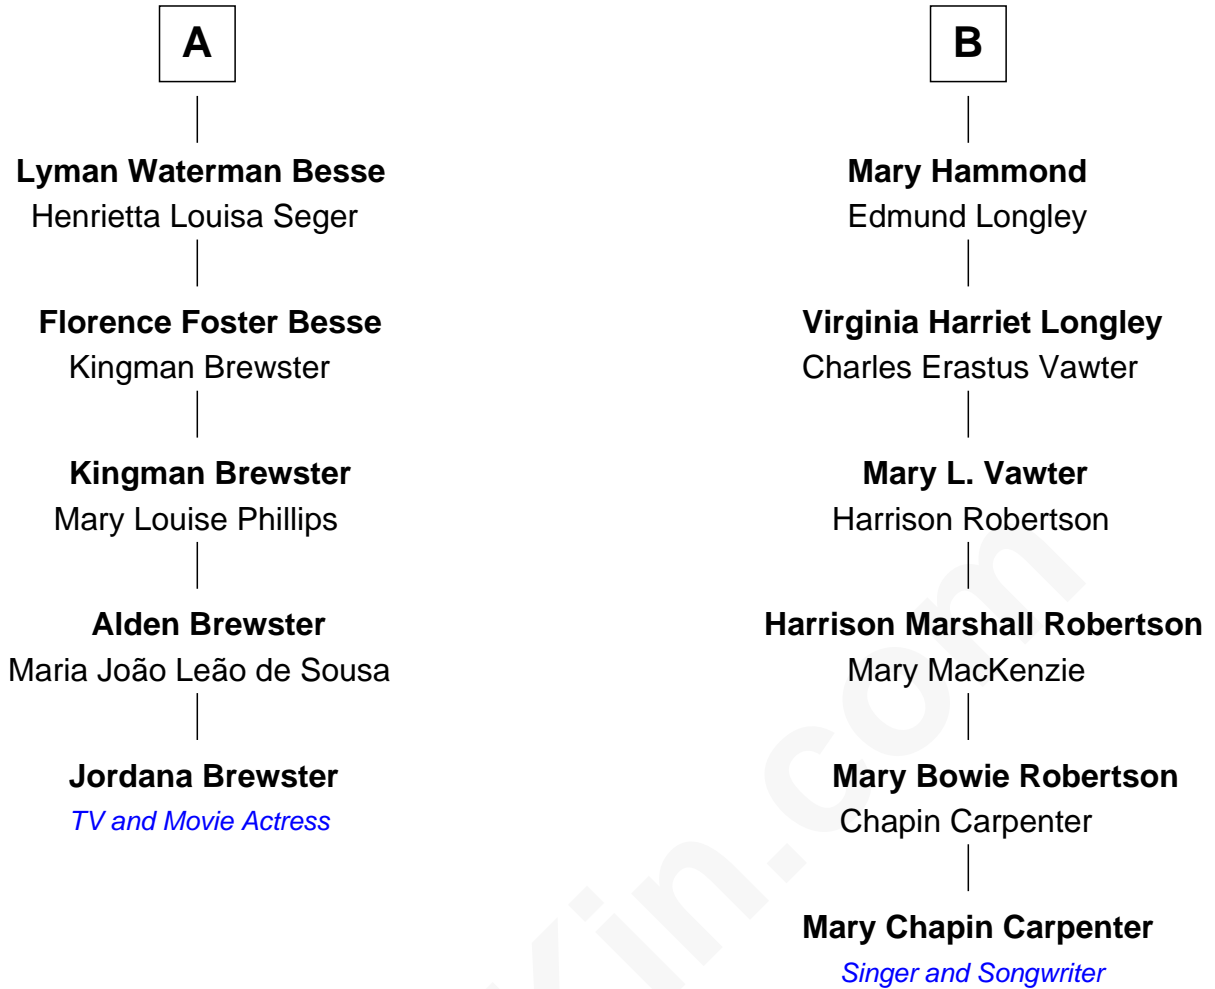 A
Lyman Waterman Besse
Henrietta Louisa Seger
Florence Foster Besse
Kingman Brewster
Kingman Brewster
Mary Louise Phillips
Alden Brewster
Maria João Leão de Sousa
Jordana Brewster
TV and Movie Actress
B
Mary Hammond
Edmund Longley
Virginia Harriet Longley
Charles Erastus Vawter
Mary L. Vawter
Harrison Robertson
Harrison Marshall Robertson
Mary MacKenzie
Mary Bowie Robertson
Chapin Carpenter
Mary Chapin Carpenter
Singer and Songwriter
Kin.com